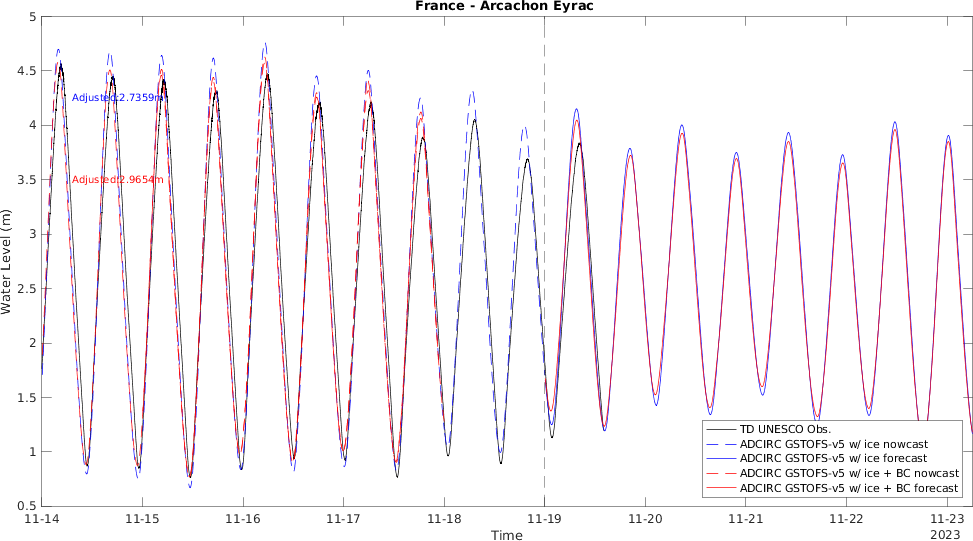 France - Arcachon Eyrac
5
4.5
4
3.5
3
2.5
2
1.5
1
0.5
Water Level (m)
Adjusted:2.7359m
Adjusted:2.9654m
TD UNESCO Obs.
ADCIRC GSTOFS-v5 w/ ice nowcast
ADCIRC GSTOFS-v5 w/ ice forecast
ADCIRC GSTOFS-v5 w/ ice + BC nowcast
ADCIRC GSTOFS-v5 w/ ice + BC forecast
11-14 11-15 11-16 11-17 11-18 11-19 11-20 11-21 11-22 11-23
Time
2023